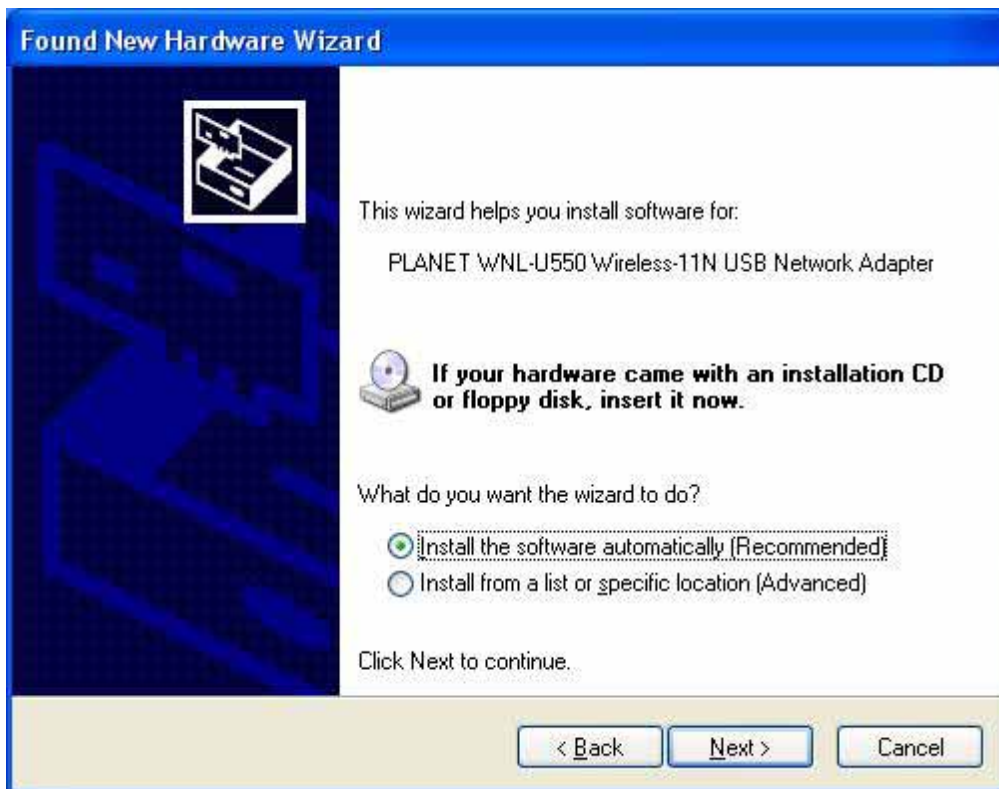 Found New Hardware Wizard
This wizard helps you install software for:
PLANET WNL-U550 Wireless-11N USB Network Adapter
If your hardware came with an installation CD
or floppy disk, insert it now.
What do you want the wizard to do?
Install the software automatically (Recommended)
Install from a list or specific location (Advanced)
Click Next to continue.
< Back Next > Cancel